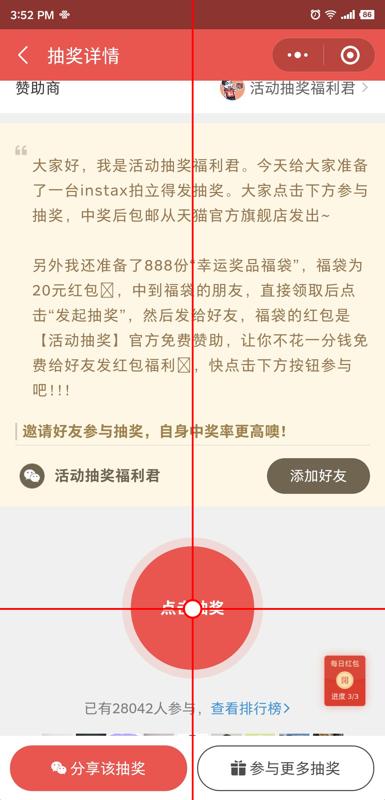 3:52 PM
86
抽奖详情
赞助商
活动抽奖福利君
大家好，我是活动抽奖福利君。今天给大家准备
了一台instax拍立得发抽奖。大家点击下方参与
抽奖，中奖后包邮从天猫官方旗舰店发出~
另外我还准备了888份“幸运奖品福袋”，福袋为
20元红包，中到福袋的朋友，直接领取后点
击“发起抽奖”，然后发给好友，福袋的红包是
【活动抽奖】官方免费赞助，让你不花一分钱免
费给好友发红包福利，快点击下方按钮参与
吧!!!
邀请好友参与抽奖，自身中奖率更高噢!
活动抽奖福利君
添加好友
点击抽奖
每日红包
開
进度 3/3
已有28042人参与，查看排行榜
分享该抽奖
参与更多抽奖